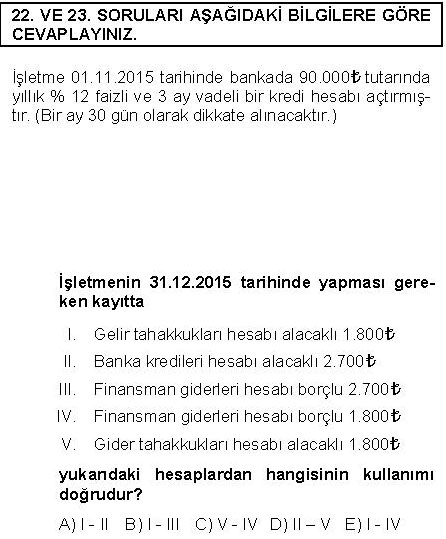 22. VE 23. SORULARI AŞAĞIDAKİ BİLGİLERE GÖRE
CEVAPLAYINIZ.
İşletme 01.11.2015 tarihinde bankada 90.000₺ tutarında
yıllık % 12 faizli ve 3 ay vadeli bir kredi hesabı açtırmış-
tır. (Bir ay 30 gün olarak dikkate alınacaktır.)
İşletmenin 31.12.2015 tarihinde yapması gere-
ken kayıtta
I. Gelir tahakkukları hesabı alacaklı 1.800₺
II. Banka kredileri hesabı alacaklı 2.700₺
III. Finansman giderleri hesabı borçlu 2.700₺
IV. Finansman giderleri hesabı borçlu 1.800₺
V. Gider tahakkukları hesabı alacaklı 1.800₺
yukarıdaki hesaplardan hangisinin kullanımı
doğrudur?
A) I - II B) I - III C) V - IV D) II – V E) I - IV